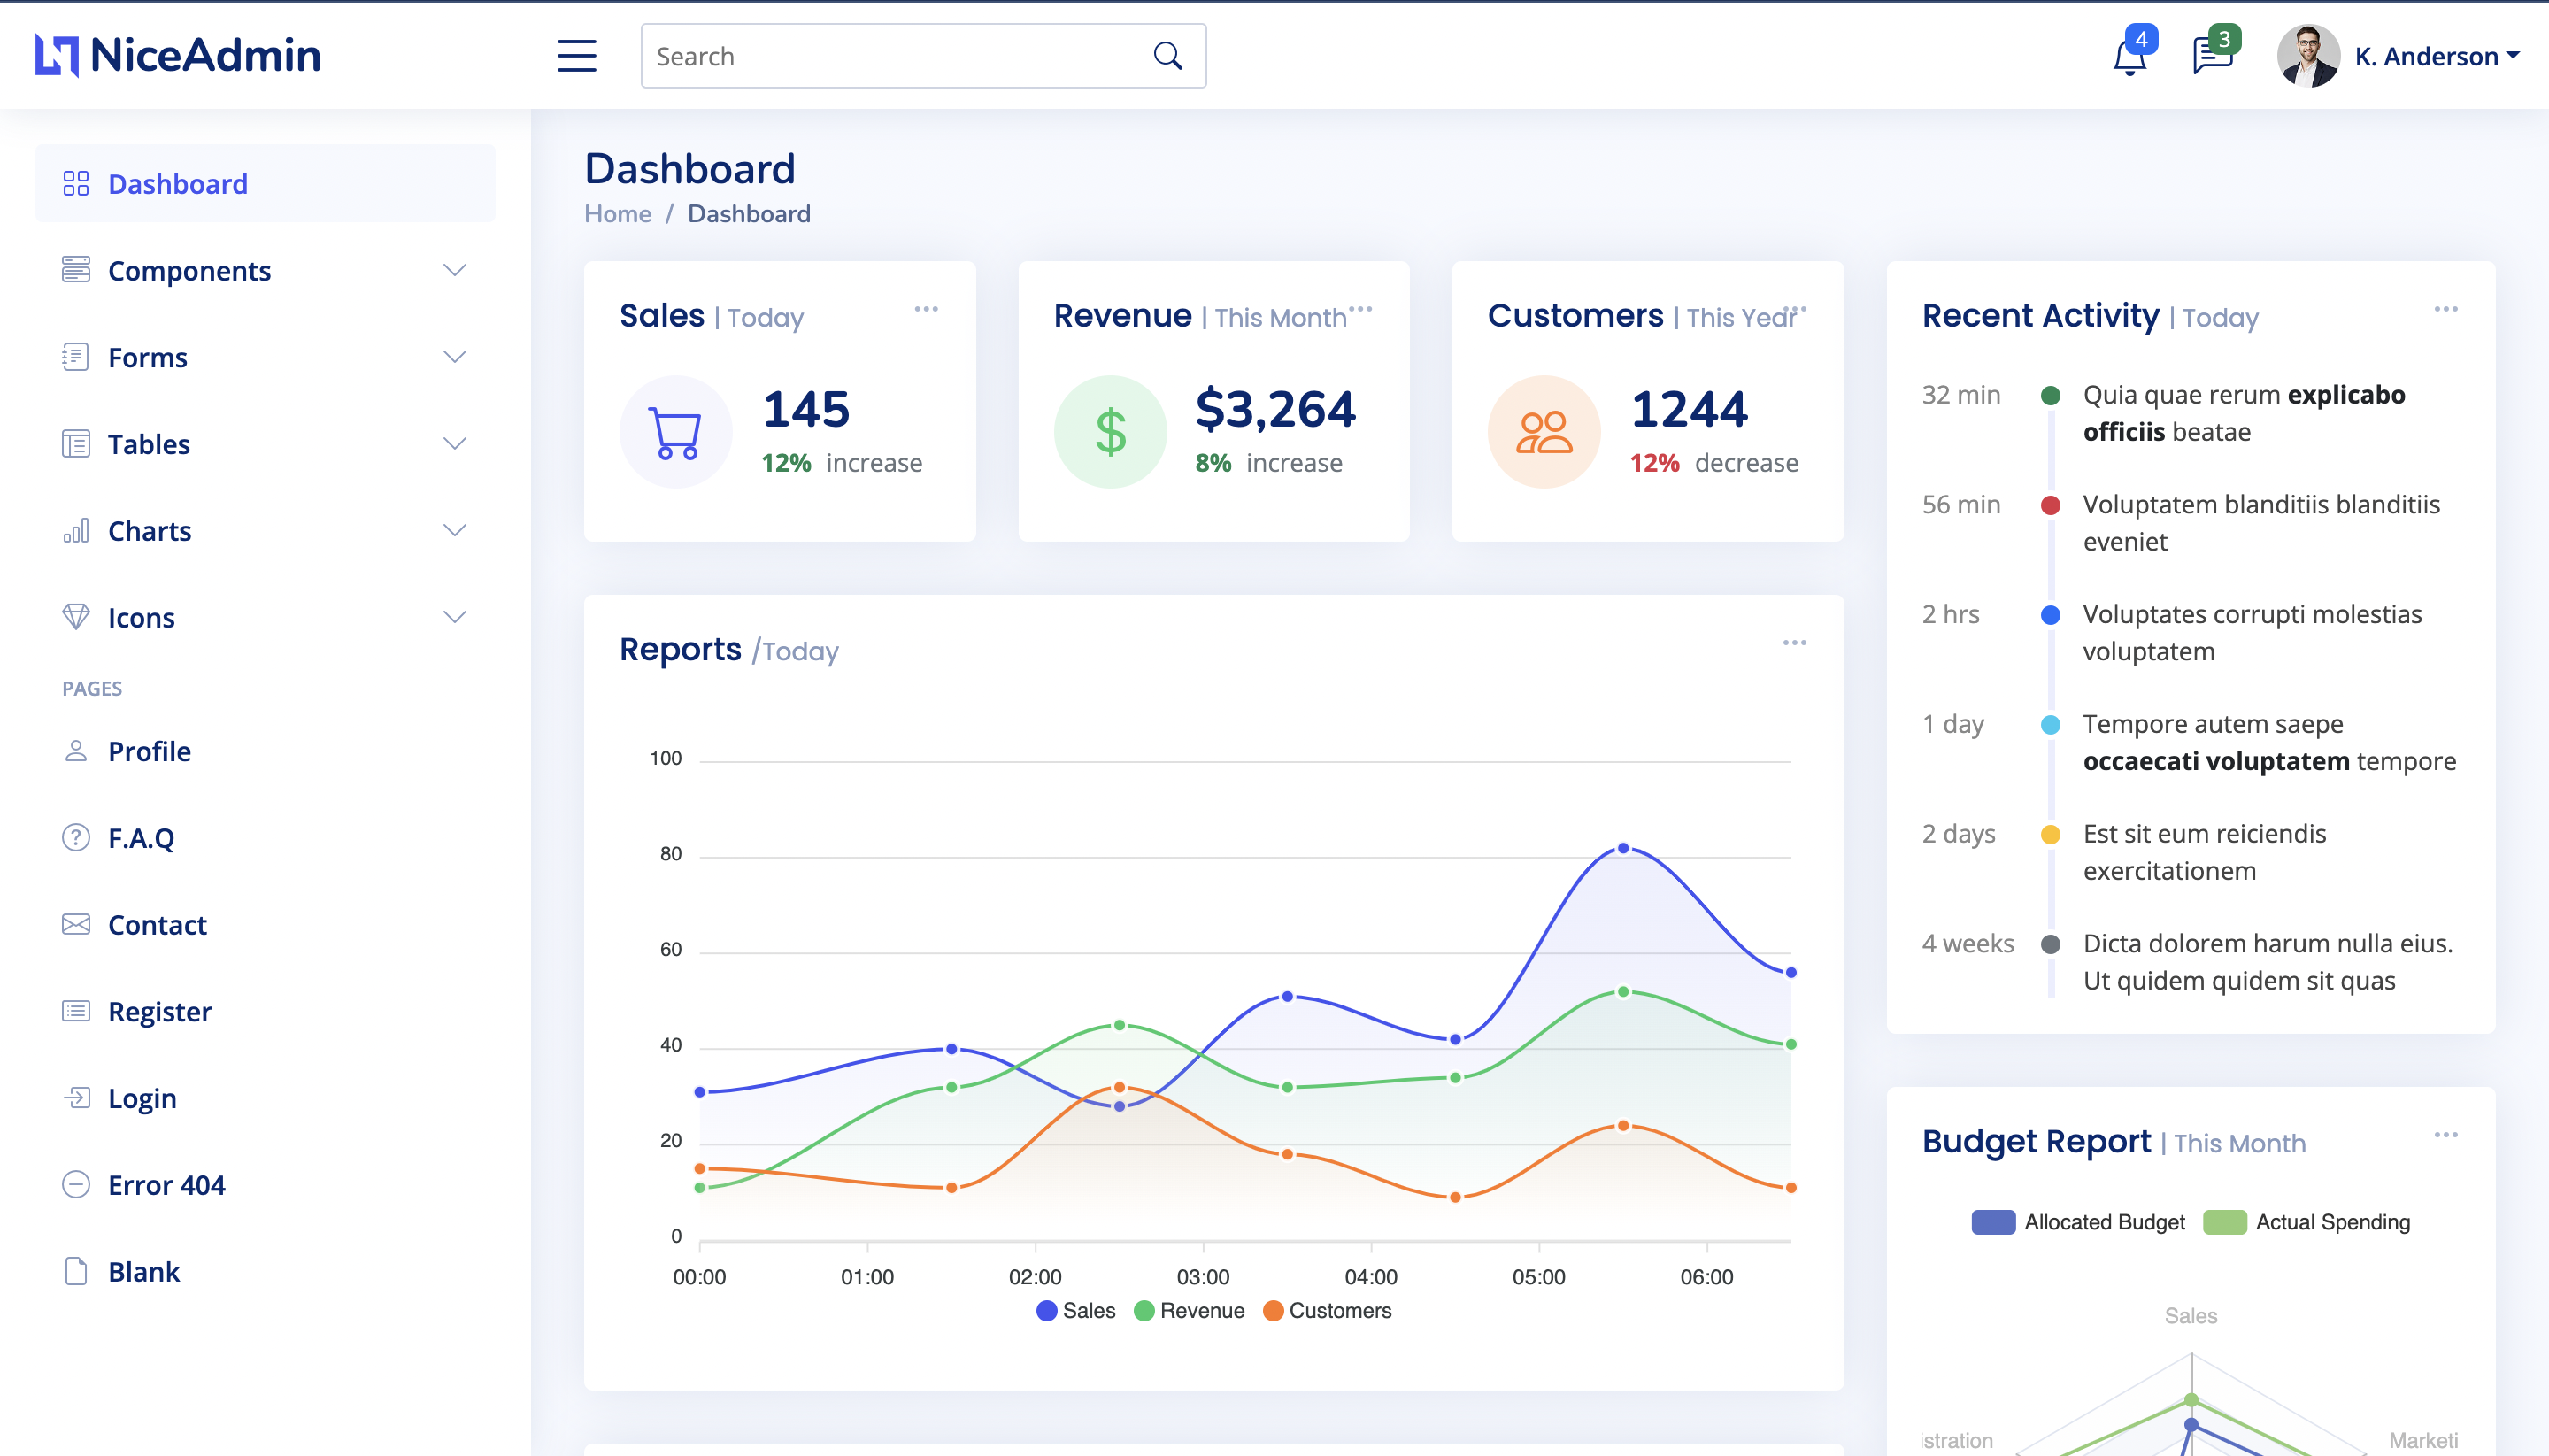 NiceAdmin
Search
4
3
K. Anderson
Dashboard
Components
Forms
Tables
Charts
Icons
PAGES
Profile
F.A.Q
Contact
Register
Login
Error 404
Blank
Dashboard
Home / Dashboard
Sales | Today
145
12% increase
Revenue | This Month
$3,264
8% increase
Customers | This Year
1244
12% decrease
Reports /Today
100
80
60
40
20
0
00:00 01:00 02:00 03:00 04:00 05:00 06:00
Sales Revenue Customers
Recent Activity | Today
32 min Quia quae rerum explicabo
officiis beatae
56 min Voluptatem blanditiis blanditiis
eveniet
2 hrs Voluptates corrupti molestias
voluptatem
1 day Tempore autem saepe
occaecati voluptatem tempore
2 days Est sit eum reiciendis
exercitationem
4 weeks Dicta dolorem harum nulla eius.
Ut quidem quidem sit quas
Budget Report | This Month
Allocated Budget Actual Spending
Sales
istration Marketi